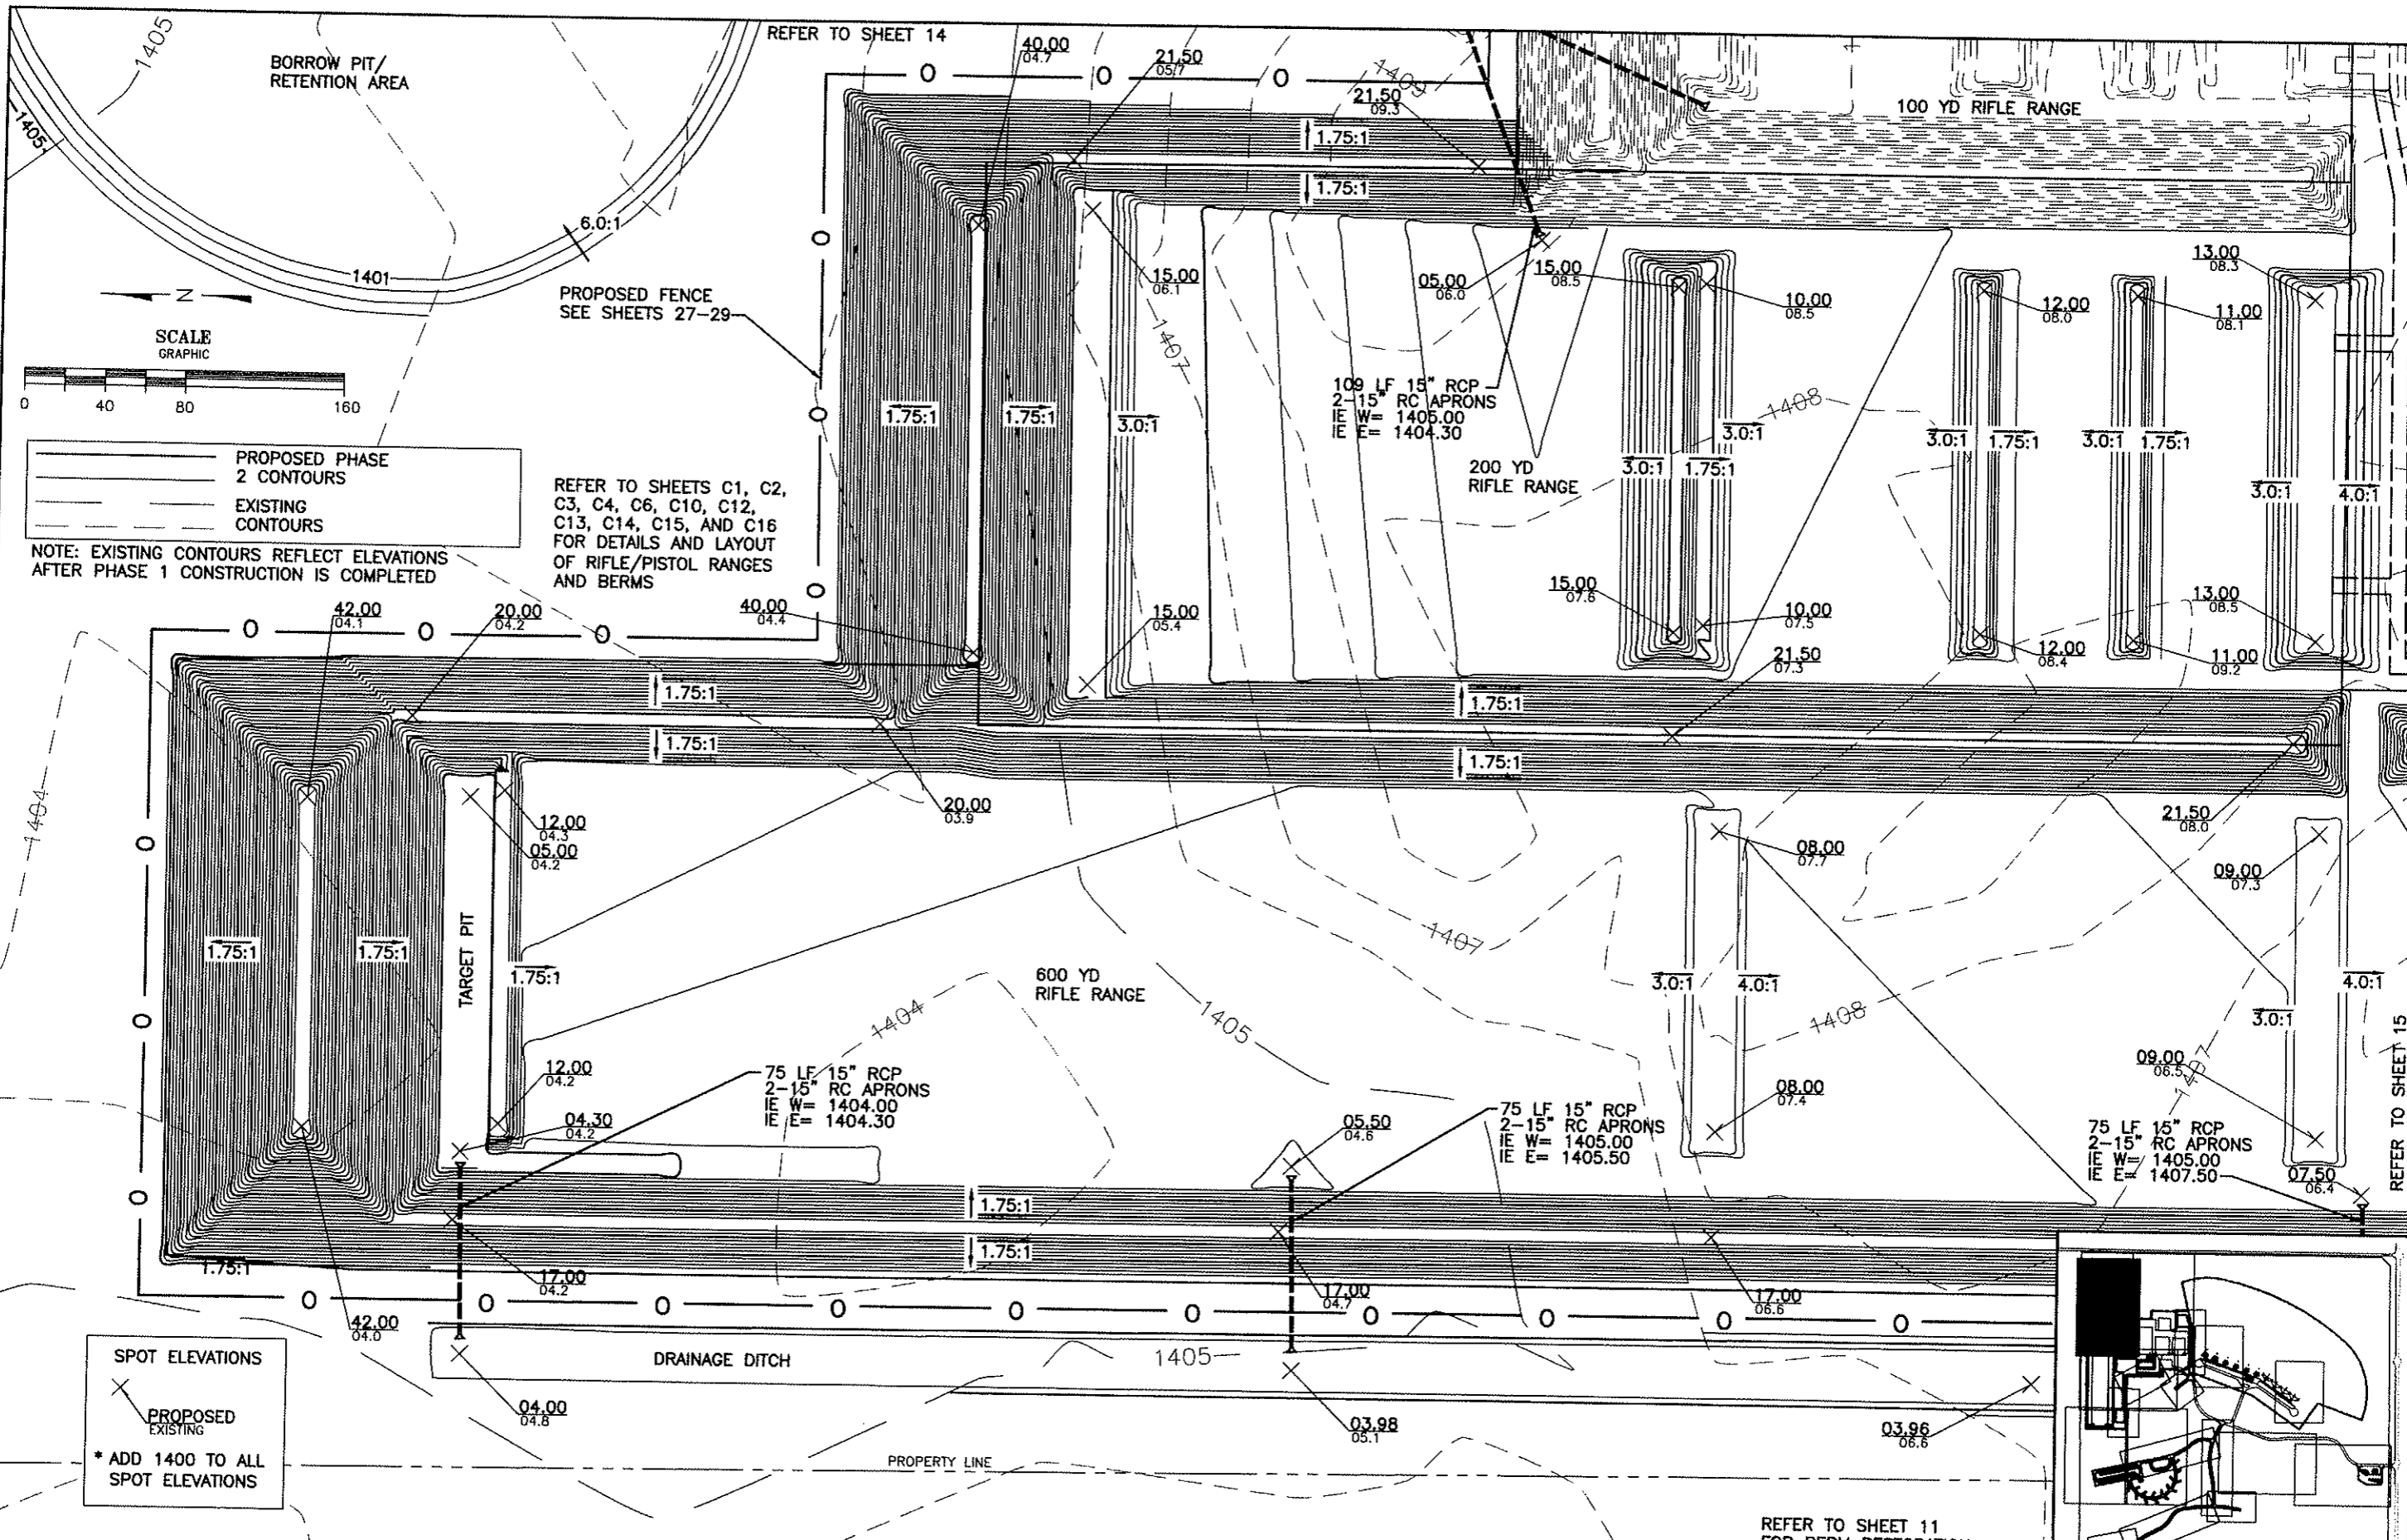 REFER TO SHEET 14
BORROW PIT/
RETENTION AREA
1405
1405
1401
6.0:1
N
SCALE
GRAPHIC
0 40 80 160
PROPOSED PHASE
2 CONTOURS
EXISTING
CONTOURS
NOTE: EXISTING CONTOURS REFLECT ELEVATIONS
AFTER PHASE 1 CONSTRUCTION IS COMPLETED
PROPOSED FENCE
SEE SHEETS 27-29
REFER TO SHEETS C1, C2,
C3, C4, C6, C10, C12,
C13, C14, C15, AND C16
FOR DETAILS AND LAYOUT
OF RIFLE/PISTOL RANGES
AND BERMS
40.00
04.7
21.50
05.7
21.50
09.3
1.75:1
1.75:1
100 YD RIFLE RANGE
15.00
06.1
1407
05.00
06.0
15.00
08.5
10.00
08.5
12.00
08.0
11.00
08.1
13.00
08.3
109 LF 15" RCP
2-15" RC APRONS
IE W= 1405.00
IE E= 1404.30
1408
1.75:1
1.75:1
3.0:1
200 YD
RIFLE RANGE
3.0:1
1.75:1
3.0:1
3.0:1
1.75:1
3.0:1
1.75:1
3.0:1
4.0:1
42.00
04.1
20.00
04.2
40.00
04.4
15.00
05.4
15.00
07.6
10.00
07.5
21.50
07.3
12.00
08.4
11.00
09.2
13.00
08.5
1.75:1
1.75:1
1.75:1
1.75:1
1404
12.00
04.3
05.00
04.2
20.00
03.9
08.00
07.7
21.50
08.0
09.00
07.3
TARGET PIT
1.75:1
1.75:1
1.75:1
600 YD
RIFLE RANGE
1404
1405
1407
1408
3.0:1
4.0:1
3.0:1
4.0:1
1407
REFER TO SHEET 15
12.00
04.2
04.30
04.2
75 LF 15" RCP
2-15" RC APRONS
IE W= 1404.00
IE E= 1404.30
05.50
04.6
75 LF 15" RCP
2-15" RC APRONS
IE W= 1405.00
IE E= 1405.50
08.00
07.4
09.00
06.5
75 LF 15" RCP
2-15" RC APRONS
IE W= 1405.00
IE E= 1407.50
07.50
06.4
1.75:1
1.75:1
1.75:1
17.00
04.2
17.00
04.7
17.00
06.6
42.00
04.0
DRAINAGE DITCH
1405
04.00
04.8
03.98
05.1
03.96
06.6
PROPERTY LINE
SPOT ELEVATIONS
PROPOSED
EXISTING
* ADD 1400 TO ALL
SPOT ELEVATIONS
REFER TO SHEET 11